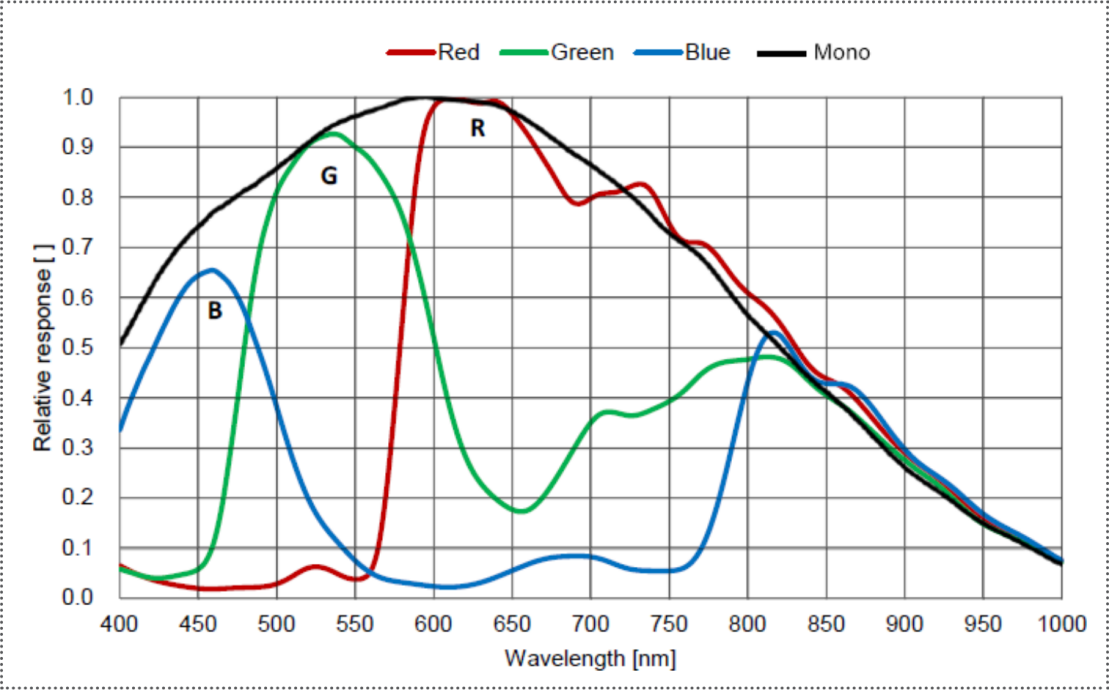 Red Green Blue Mono
1.0
0.9
0.8
0.7
0.6
0.5
0.4
0.3
0.2
0.1
0.0
R
G
B
Relative response [ ]
400 450 500 550 600 650 700 750 800 850 900 950 1000
Wavelength [nm]